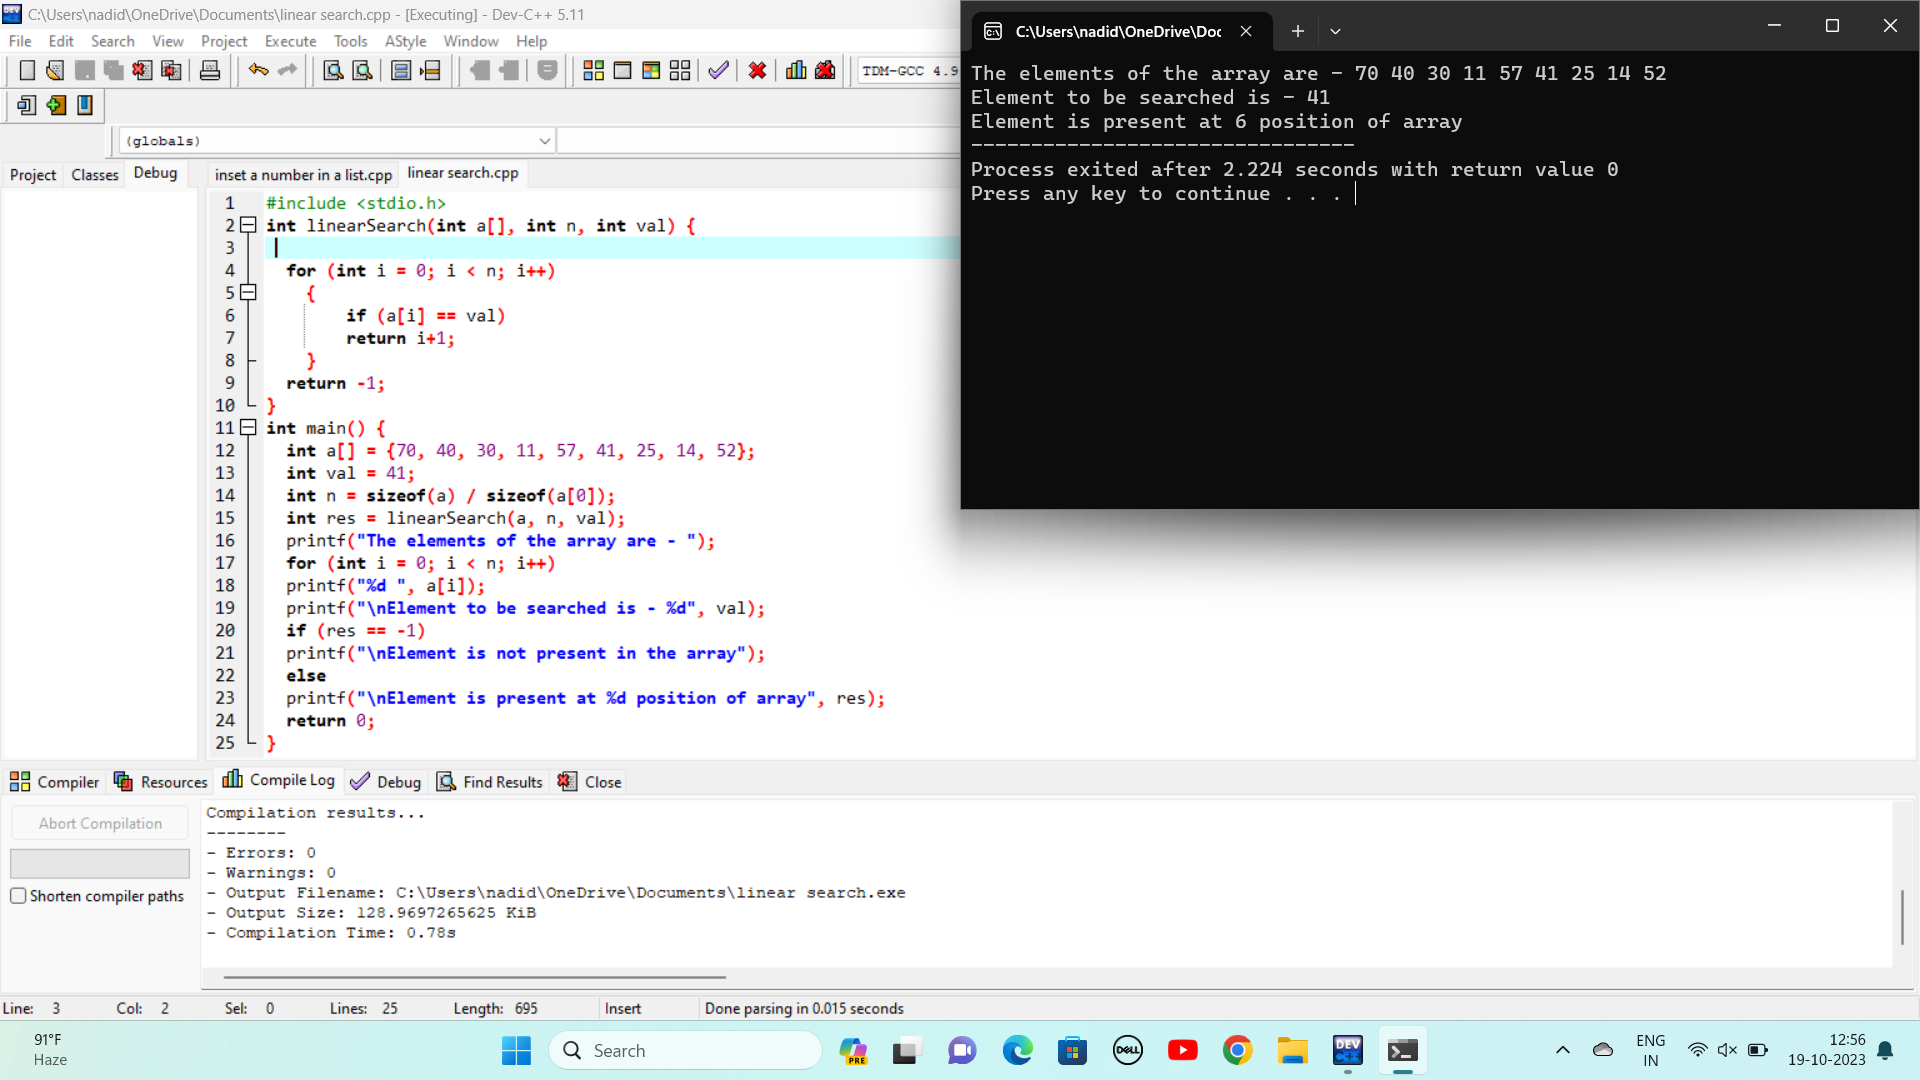 C:\Users\nadid\OneDrive\Documents\linear search.cpp - [Executing] - Dev-C++ 5.11
File Edit Search View Project Execute Tools AStyle Window Help
TDM-GCC 4.9
(globals)
Project Classes Debug
inset a number in a list.cpp linear search.cpp
1 #include <stdio.h>
2 int linearSearch(int a[], int n, int val) {
3
4 for (int i = 0; i < n; i++)
5 {
6 if (a[i] == val)
7 return i+1;
8 }
9 return -1;
10 }
11 int main() {
12 int a[] = {70, 40, 30, 11, 57, 41, 25, 14, 52};
13 int val = 41;
14 int n = sizeof(a) / sizeof(a[0]);
15 int res = linearSearch(a, n, val);
16 printf("The elements of the array are - ");
17 for (int i = 0; i < n; i++)
18 printf("%d ", a[i]);
19 printf("\nElement to be searched is - %d", val);
20 if (res == -1)
21 printf("\nElement is not present in the array");
22 else
23 printf("\nElement is present at %d position of array", res);
24 return 0;
25 }
C:\Users\nadid\OneDrive\Doc
The elements of the array are - 70 40 30 11 57 41 25 14 52
Element to be searched is - 41
Element is present at 6 position of array
--------------------------------
Process exited after 2.224 seconds with return value 0
Press any key to continue . . .
Compiler Resources Compile Log Debug Find Results Close
Abort Compilation
Shorten compiler paths
Compilation results...
--------
- Errors: 0
- Warnings: 0
- Output Filename: C:\Users\nadid\OneDrive\Documents\linear search.exe
- Output Size: 128.9697265625 KiB
- Compilation Time: 0.78s
Line: 3 Col: 2 Sel: 0 Lines: 25 Length: 695 Insert Done parsing in 0.015 seconds
91°F
Haze
Search
PRE
DELL
DEV
C++
ENG
IN
12:56
19-10-2023